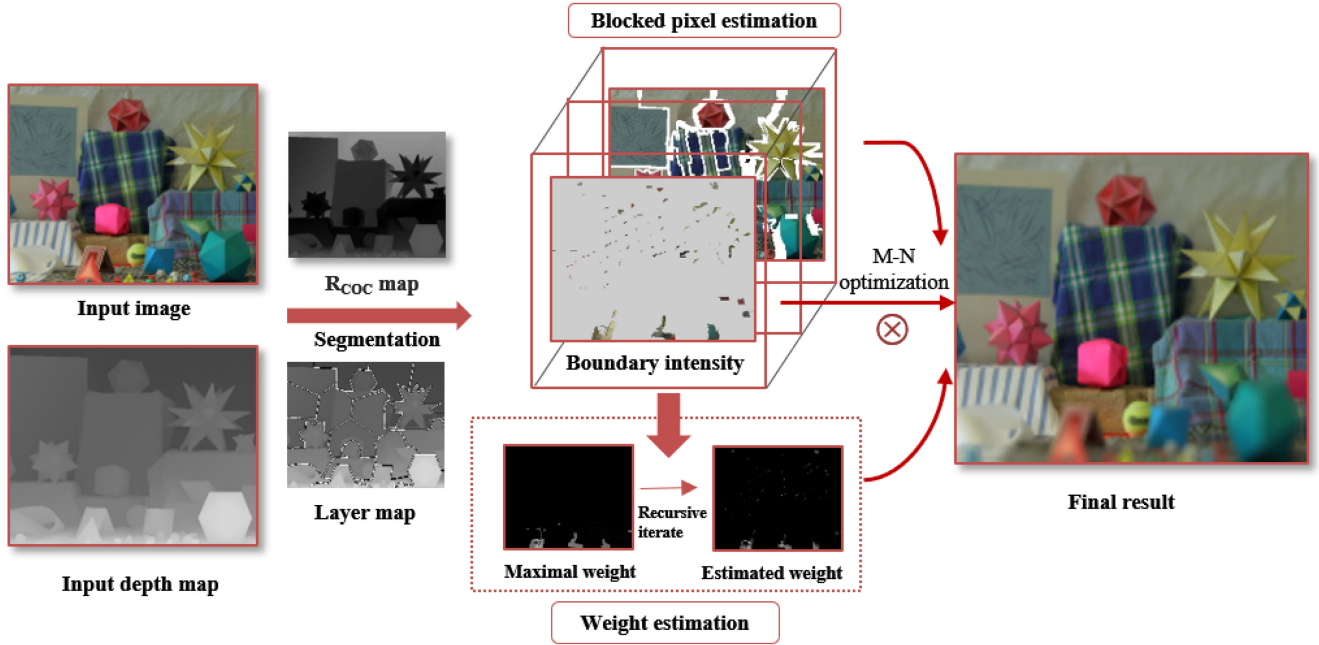 Blocked pixel estimation
Input image
R_COC map
Segmentation
Layer map
Input depth map
Boundary intensity
M-N
optimization
Maximal weight
Recursive
iterate
Estimated weight
Weight estimation
Final result